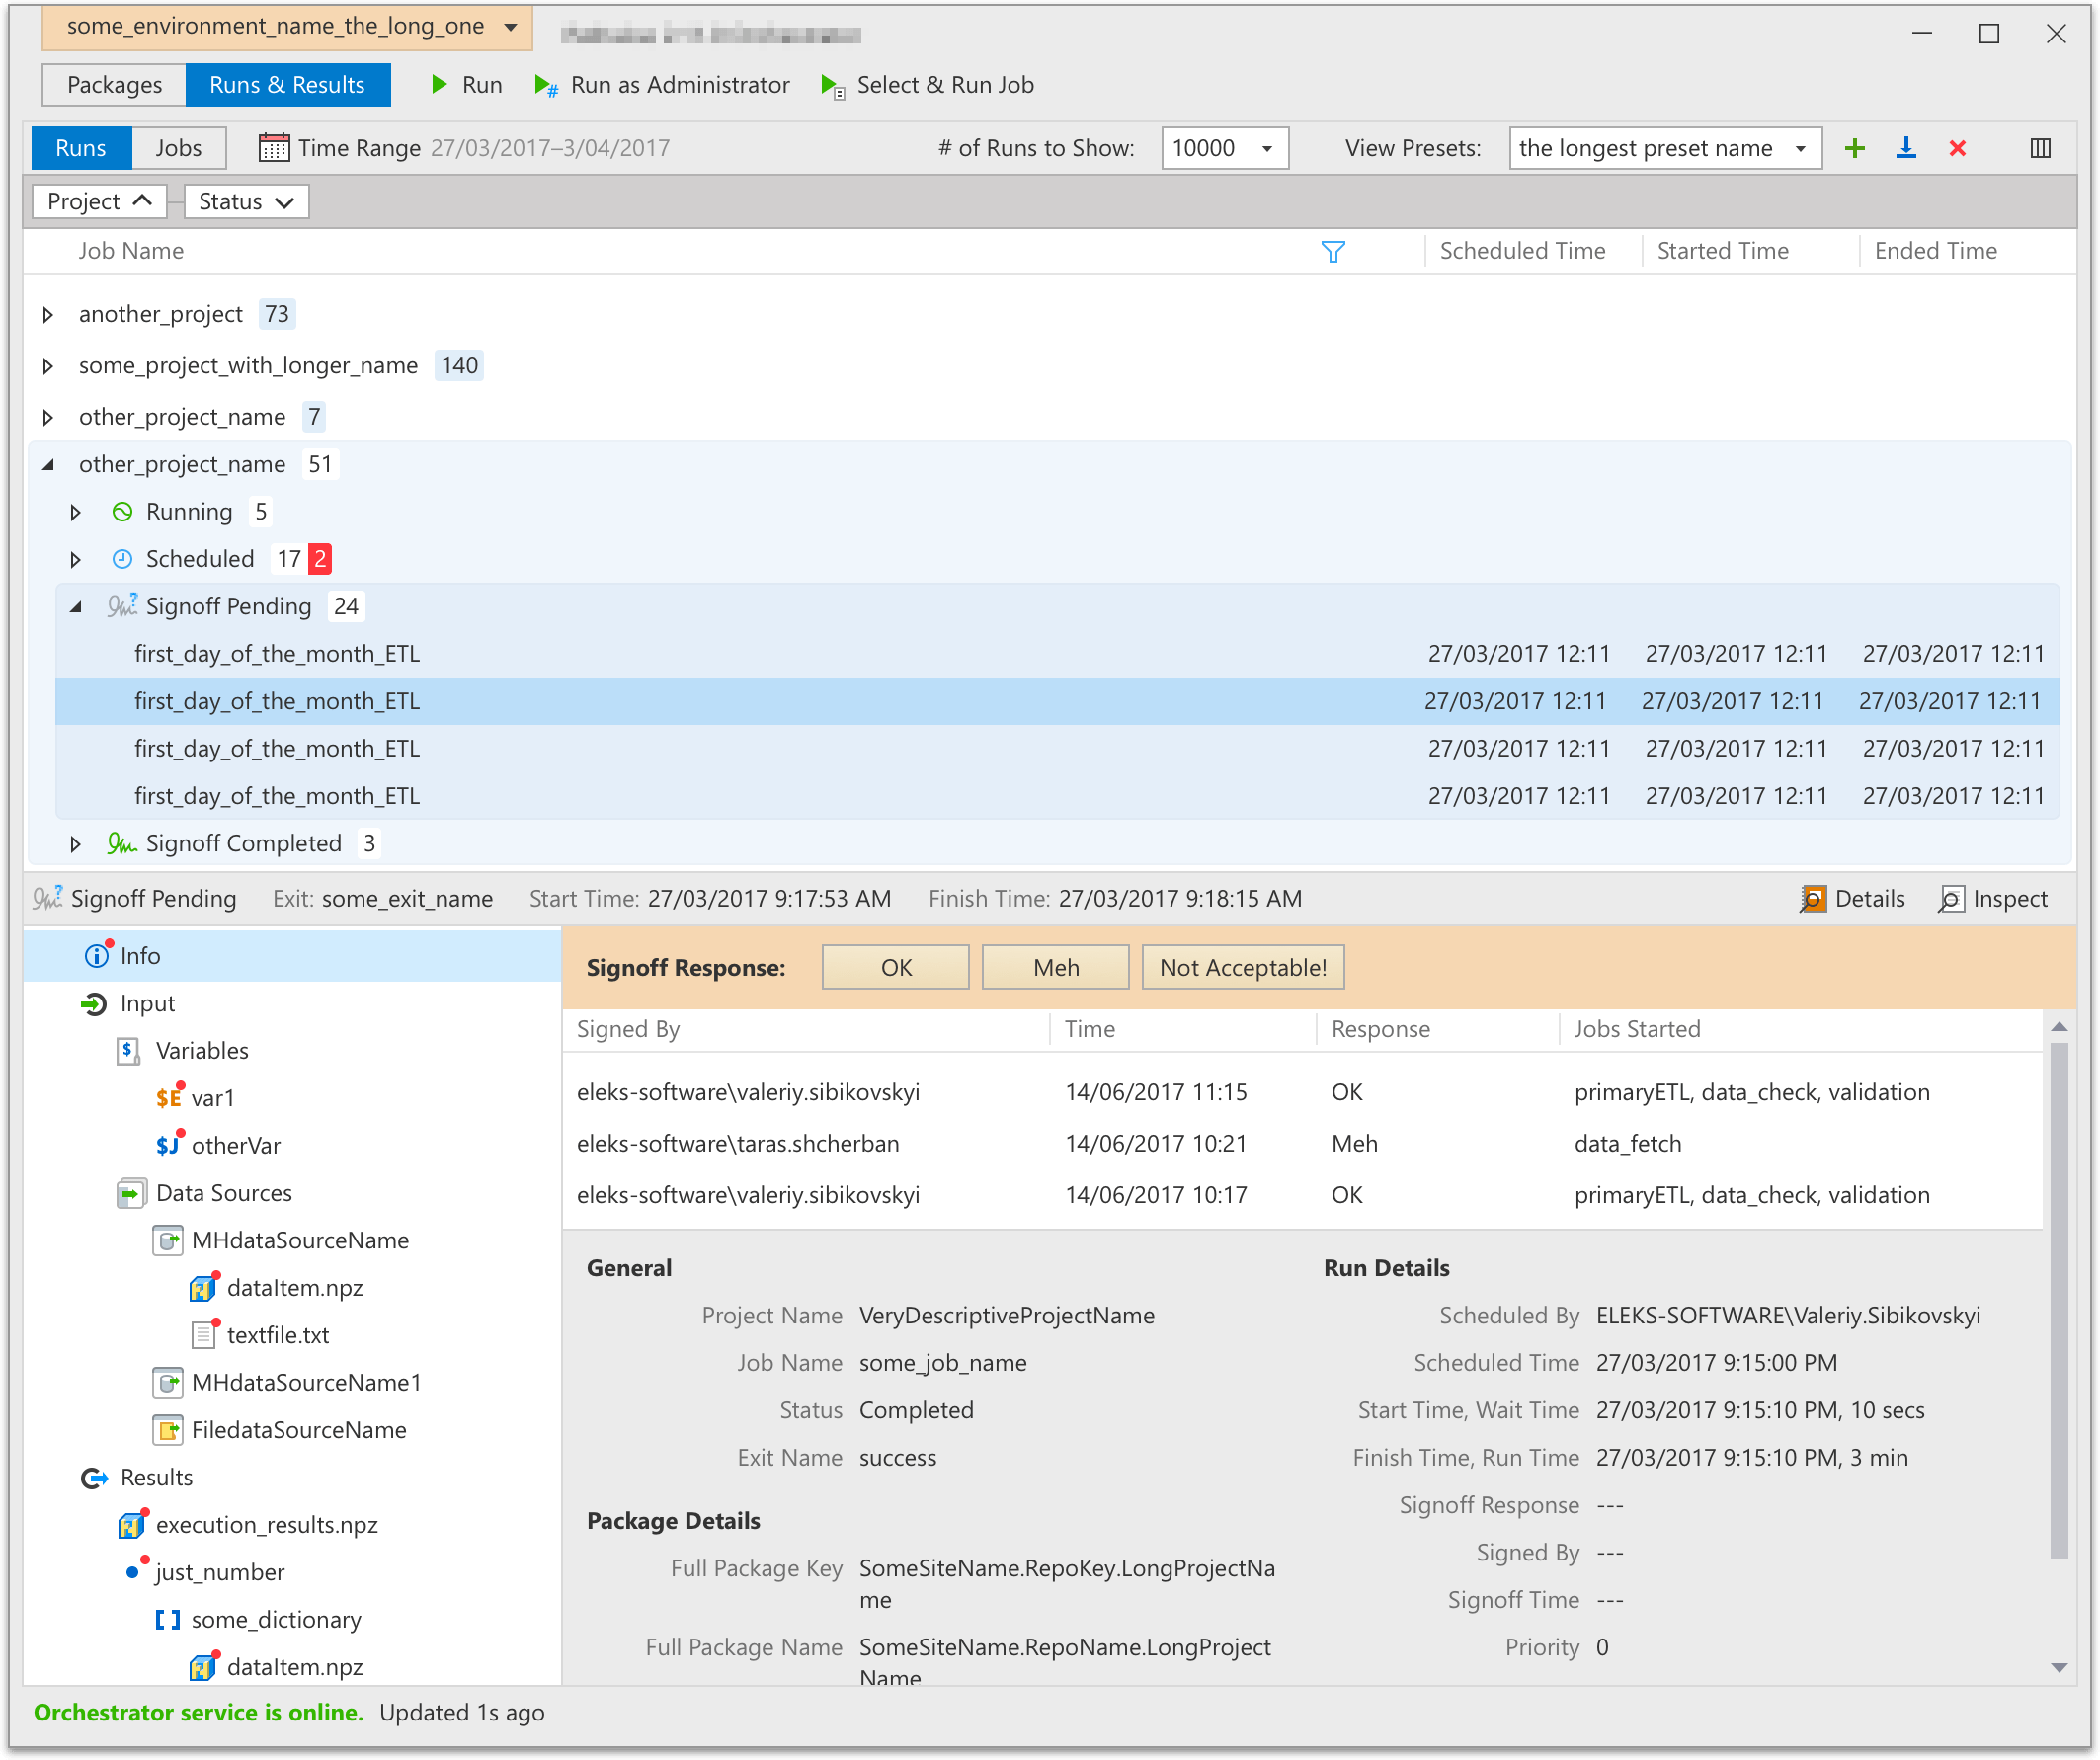 some_environment_name_the_long_one
Packages Runs & Results Run Run as Administrator Select & Run Job
Runs Jobs Time Range 27/03/2017–3/04/2017 # of Runs to Show: 10000 View Presets: the longest preset name
Project Status
Job Name Scheduled Time Started Time Ended Time
another_project 73
some_project_with_longer_name 140
other_project_name 7
other_project_name 51
Running 5
Scheduled 17 2
Signoff Pending 24
first_day_of_the_month_ETL 27/03/2017 12:11 27/03/2017 12:11 27/03/2017 12:11
first_day_of_the_month_ETL 27/03/2017 12:11 27/03/2017 12:11 27/03/2017 12:11
first_day_of_the_month_ETL 27/03/2017 12:11 27/03/2017 12:11 27/03/2017 12:11
first_day_of_the_month_ETL 27/03/2017 12:11 27/03/2017 12:11 27/03/2017 12:11
Signoff Completed 3
Signoff Pending Exit: some_exit_name Start Time: 27/03/2017 9:17:53 AM Finish Time: 27/03/2017 9:18:15 AM Details Inspect
Info
Input
Variables
$E var1
$J otherVar
Data Sources
MHdataSourceName
dataItem.npz
textfile.txt
MHdataSourceName1
FiledataSourceName
Results
execution_results.npz
just_number
some_dictionary
dataItem.npz
Signoff Response: OK Meh Not Acceptable!
Signed By Time Response Jobs Started
eleks-software\valeriy.sibikovskyi 14/06/2017 11:15 OK primaryETL, data_check, validation
eleks-software\taras.shcherban 14/06/2017 10:21 Meh data_fetch
eleks-software\valeriy.sibikovskyi 14/06/2017 10:17 OK primaryETL, data_check, validation
General
Project Name VeryDescriptiveProjectName
Job Name some_job_name
Status Completed
Exit Name success
Package Details
Full Package Key SomeSiteName.RepoKey.LongProjectNa
me
Full Package Name SomeSiteName.RepoName.LongProject
Name
Run Details
Scheduled By ELEKS-SOFTWARE\Valeriy.Sibikovskyi
Scheduled Time 27/03/2017 9:15:00 PM
Start Time, Wait Time 27/03/2017 9:15:10 PM, 10 secs
Finish Time, Run Time 27/03/2017 9:15:10 PM, 3 min
Signoff Response ---
Signed By ---
Signoff Time ---
Priority 0
Orchestrator service is online. Updated 1s ago